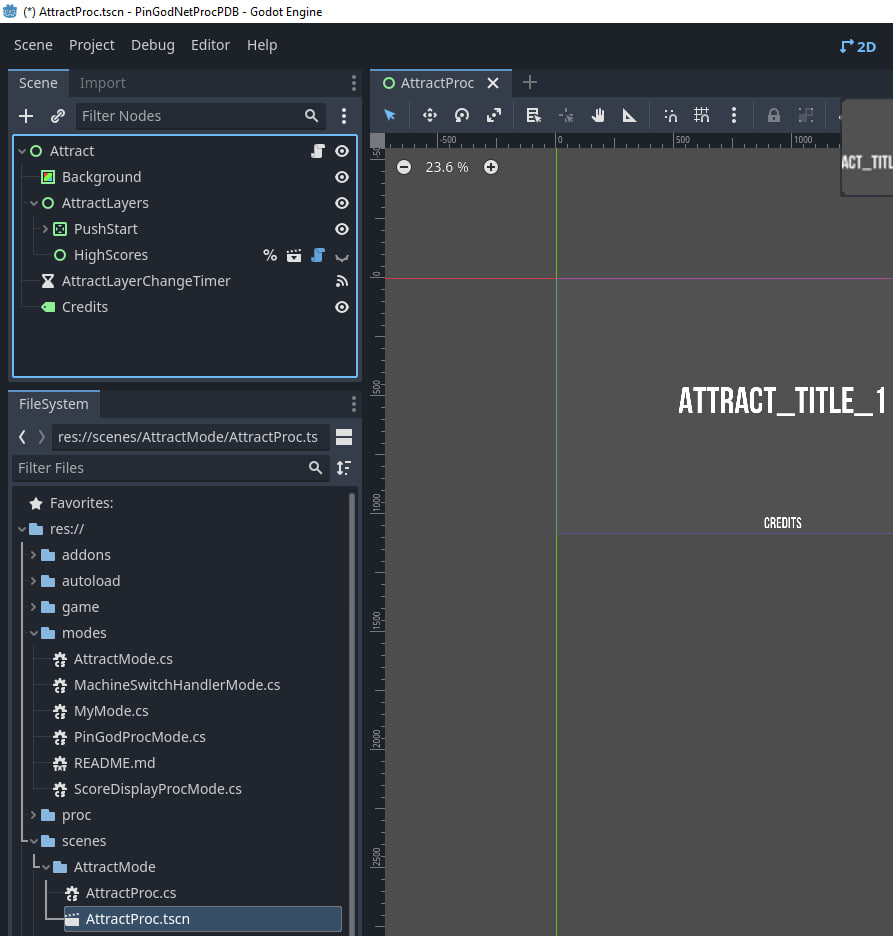 (*) AttractProc.tscn - PinGodNetProcPDB - Godot Engine
Scene Project Debug Editor Help
2D
Scene Import
AttractProc
Filter Nodes
-500 0 500 1000
Attract
Background
AttractLayers
PushStart
HighScores
%
AttractLayerChangeTimer
Credits
23.6 %
ACT_TITL
0
500
1000
1500
2000
2500
ATTRACT_TITLE_1
CREDITS
FileSystem
res://scenes/AttractMode/AttractProc.ts
Filter Files
Favorites:
res://
addons
autoload
game
modes
AttractMode.cs
MachineSwitchHandlerMode.cs
MyMode.cs
PinGodProcMode.cs
README.md
ScoreDisplayProcMode.cs
proc
scenes
AttractMode
AttractProc.cs
AttractProc.tscn